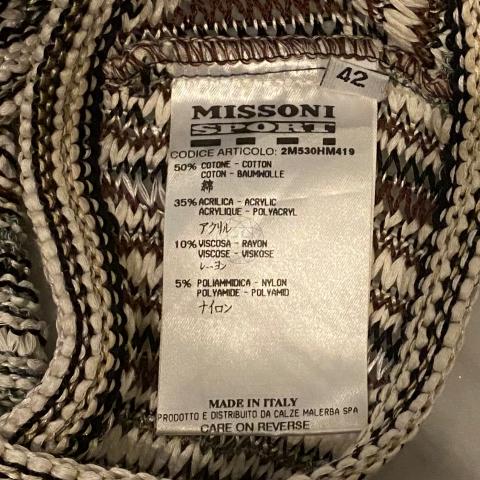 42
MISSONI
SPORT
CODICE ARTICOLO: 2M530HM419
50% COTONE - COTTON
COTON - BAUMWOLLE
綿
35% ACRILICA - ACRYLIC
ACRYLIQUE - POLYACRYL
アクリル
10% VISCOSA - RAYON
VISCOSE - VISKOSE
レーヨン
5% POLIAMMIDICA - NYLON
POLYAMIDE - POLYAMID
ナイロン
MADE IN ITALY
PRODOTTO E DISTRIBUITO DA CALZE MALERBA SPA
CARE ON REVERSE